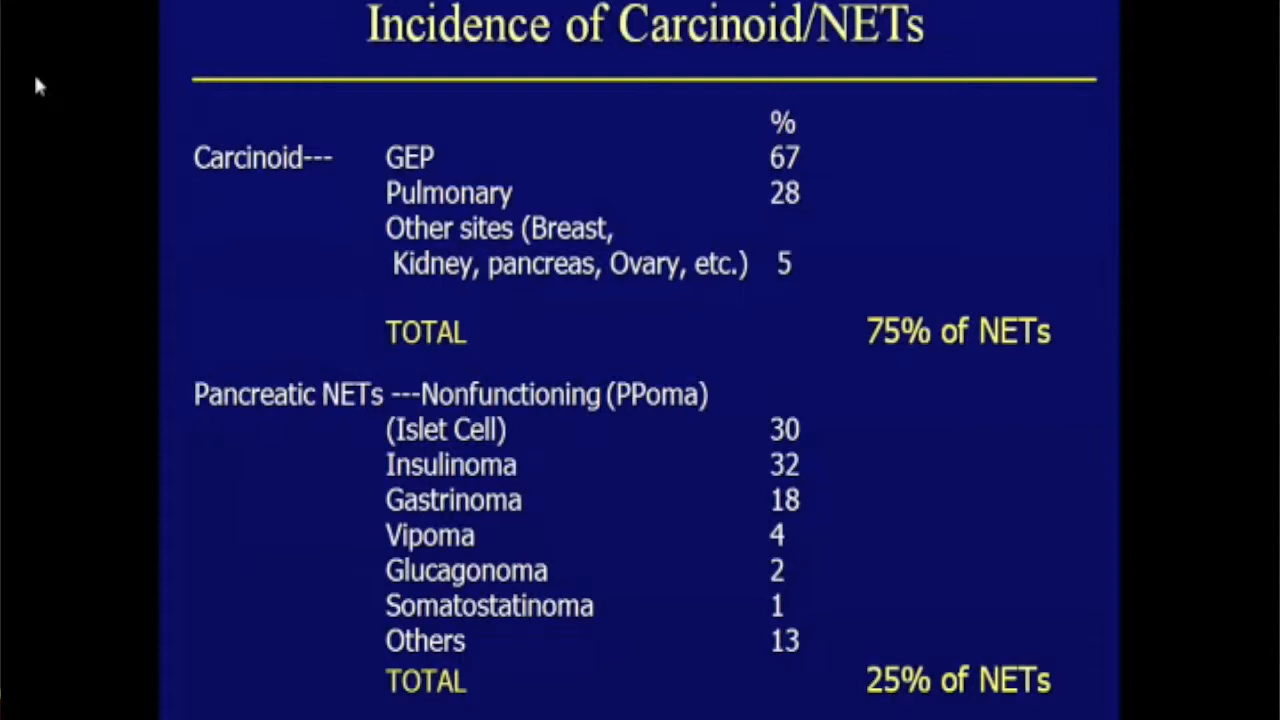 Incidence of Carcinoid/NETs
%
Carcinoid--- GEP 67
Pulmonary 28
Other sites (Breast,
Kidney, pancreas, Ovary, etc.) 5
TOTAL 75% of NETs
Pancreatic NETs ---Nonfunctioning (PPoma)
(Islet Cell) 30
Insulinoma 32
Gastrinoma 18
Vipoma 4
Glucagonoma 2
Somatostatinoma 1
Others 13
TOTAL 25% of NETs